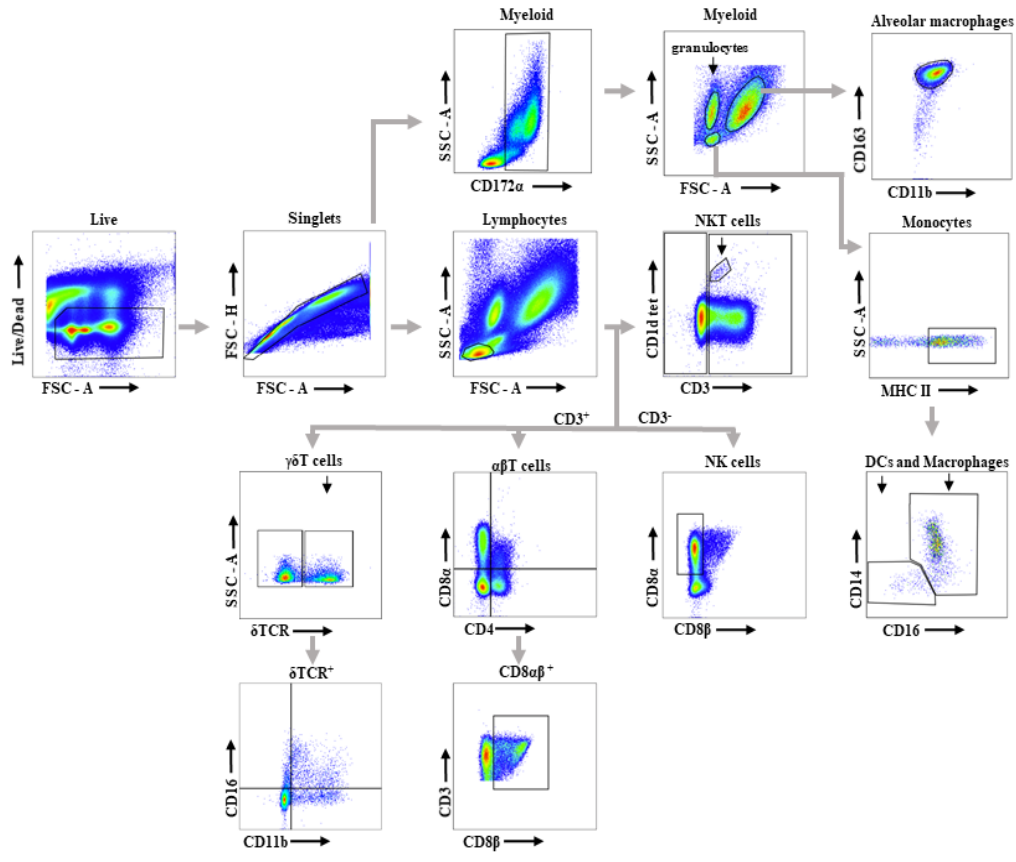 Myeloid
SSC - A
CD172α
Myeloid
granulocytes
SSC - A
FSC - A
Alveolar macrophages
CD163
CD11b
Live
Live/Dead
FSC - A
Singlets
FSC - H
FSC - A
Lymphocytes
SSC - A
FSC - A
NKT cells
CD1d tet
CD3
Monocytes
SSC - A
MHC II
CD3+
CD3-
γδT cells
SSC - A
δTCR
αβT cells
CD8α
CD4
NK cells
CD8α
CD8β
DCs and Macrophages
CD14
CD16
δTCR+
CD16
CD11b
CD8αβ+
CD3
CD8β